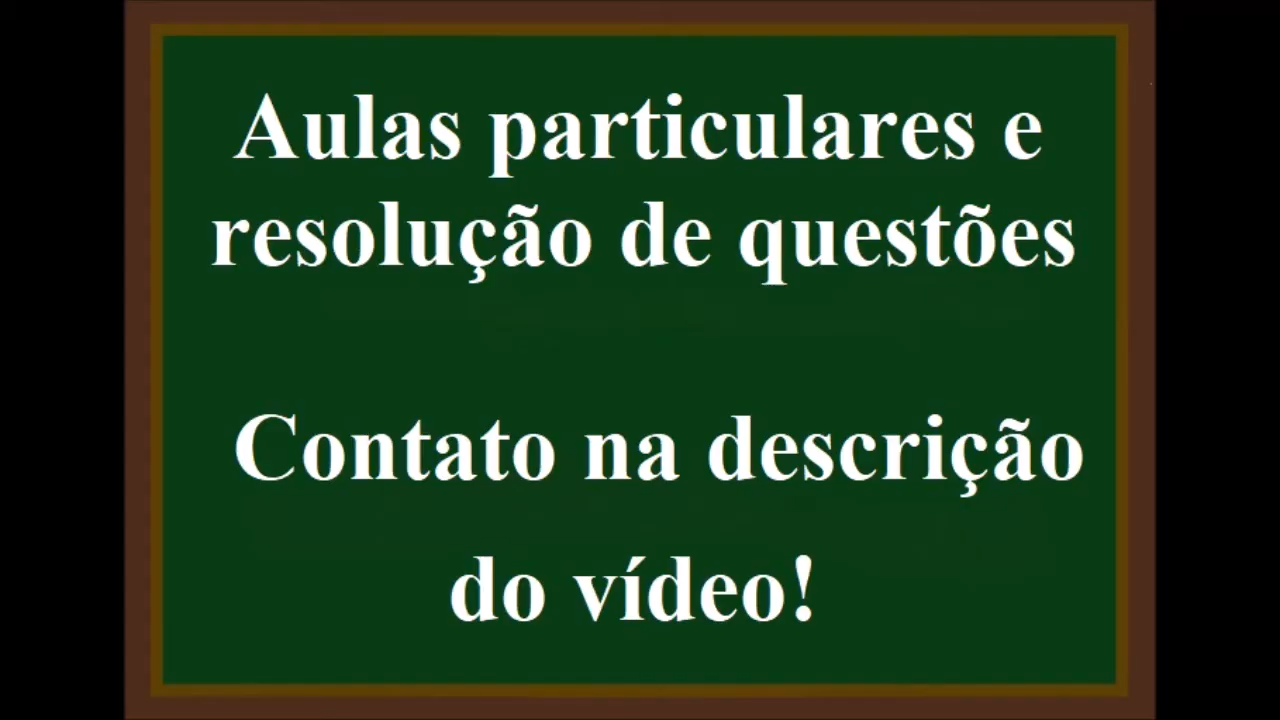 Aulas particulares e
resolução de questões
Contato na descrição
do vídeo!